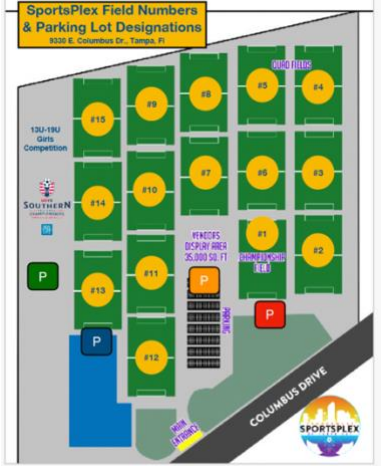 SportsPlex Field Numbers
& Parking Lot Designations
9330 E. Columbus Dr., Tampa, Fl
QUAD FIELDS
#15
#9
#8
#5
#4
13U-19U
Girls
Competition
#14
#10
#7
#6
#3
SOUTHERN
VENDORS
DISPLAY AREA
35,000 SQ. FT
#1
CHAMPIONSHIP
FIELD
#2
P
#13
#11
P
PARKING
P
P
#12
MAIN
ENTRANCE
COLUMBUS DRIVE
SPORTSPLEX